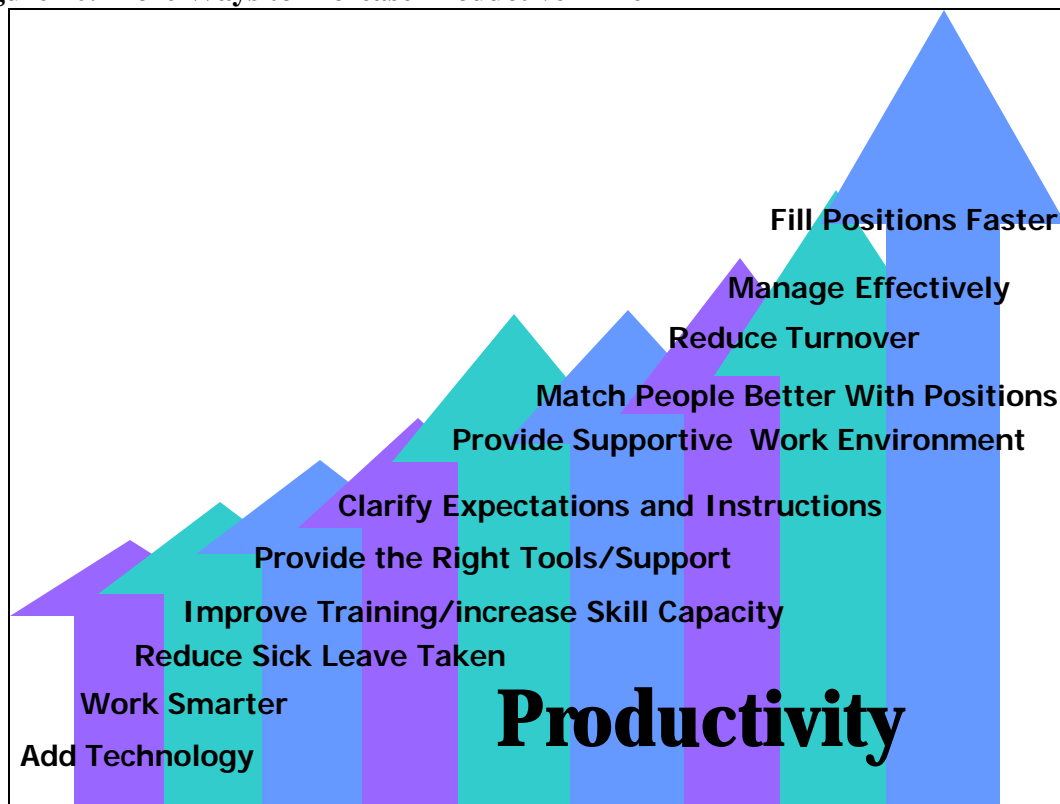 Fill Positions Faster
Manage Effectively
Reduce Turnover
Match People Better With Positions
Provide Supportive Work Environment
Clarify Expectations and Instructions
Provide the Right Tools/Support
Improve Training/increase Skill Capacity
Reduce Sick Leave Taken
Work Smarter
Productivity
Add Technology